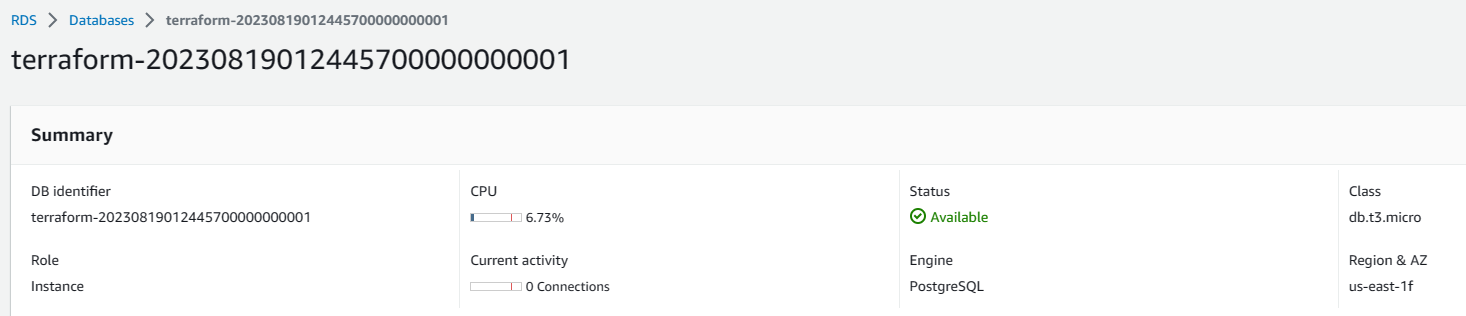 RDS > Databases > terraform-20230819012445700000000001
terraform-20230819012445700000000001
Summary
DB identifier
terraform-20230819012445700000000001
CPU
6.73%
Status
Available
Class
db.t3.micro
Role
Instance
Current activity
0 Connections
Engine
PostgreSQL
Region & AZ
us-east-1f